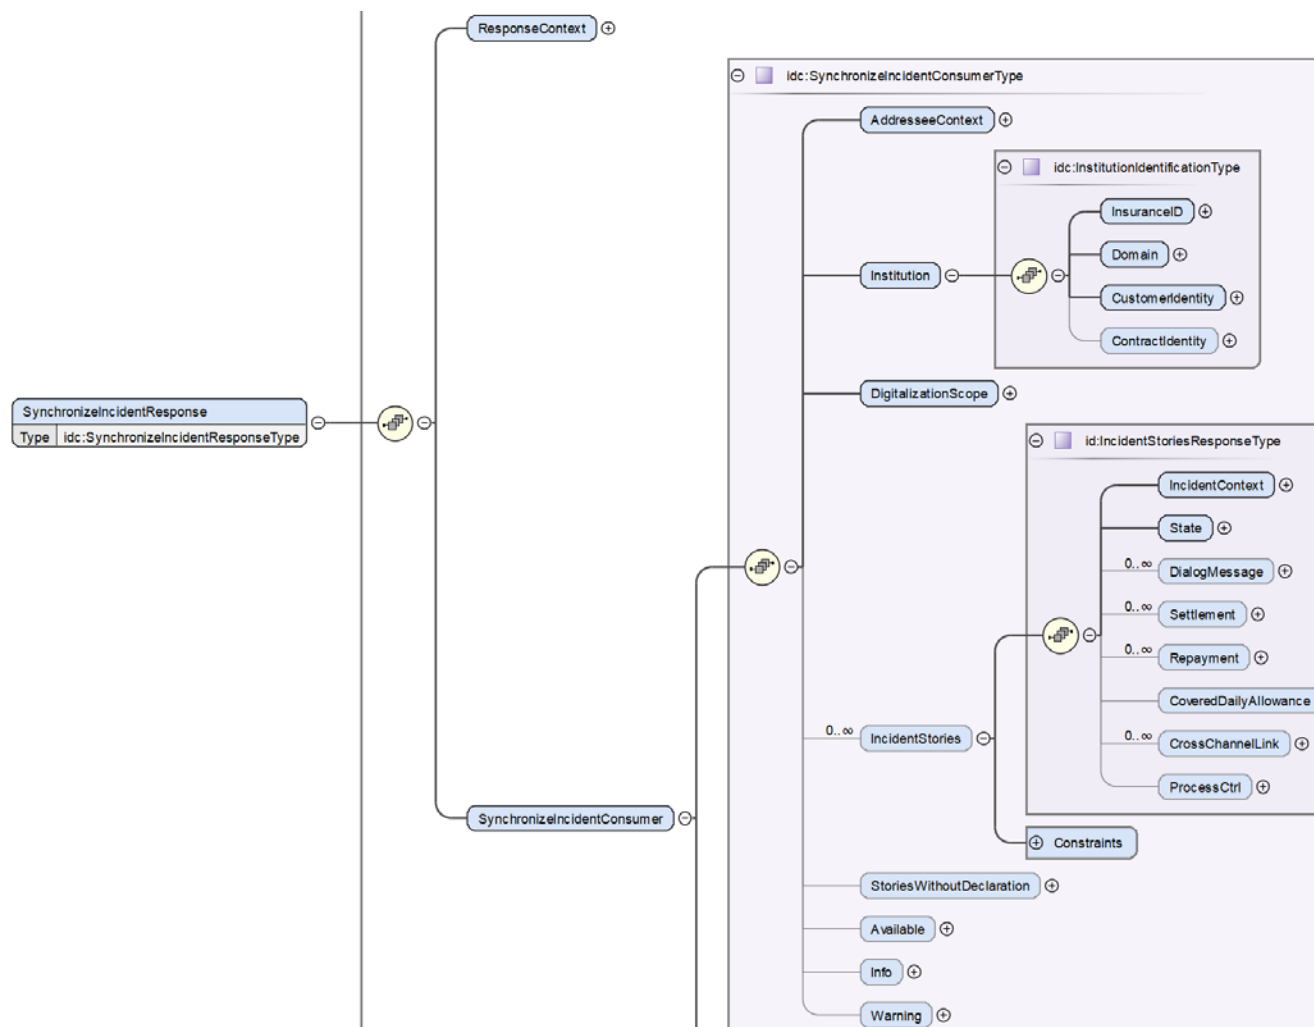 ResponseContext
idc:SynchronizeIncidentConsumerType
AddresseeContext
idc:InstitutionIdentificationType
InsuranceID
Domain
Institution
CustomerIdentity
ContractIdentity
DigitalizationScope
SynchronizeIncidentResponse
Type idc:SynchronizeIncidentResponseType
id:IncidentStoriesResponseType
IncidentContext
State
0..∞ DialogMessage
0..∞ Settlement
0..∞ Repayment
CoveredDailyAllowance
0..∞ IncidentStories
0..∞ CrossChannelLink
ProcessCtrl
SynchronizeIncidentConsumer
Constraints
StoriesWithoutDeclaration
Available
Info
Warning